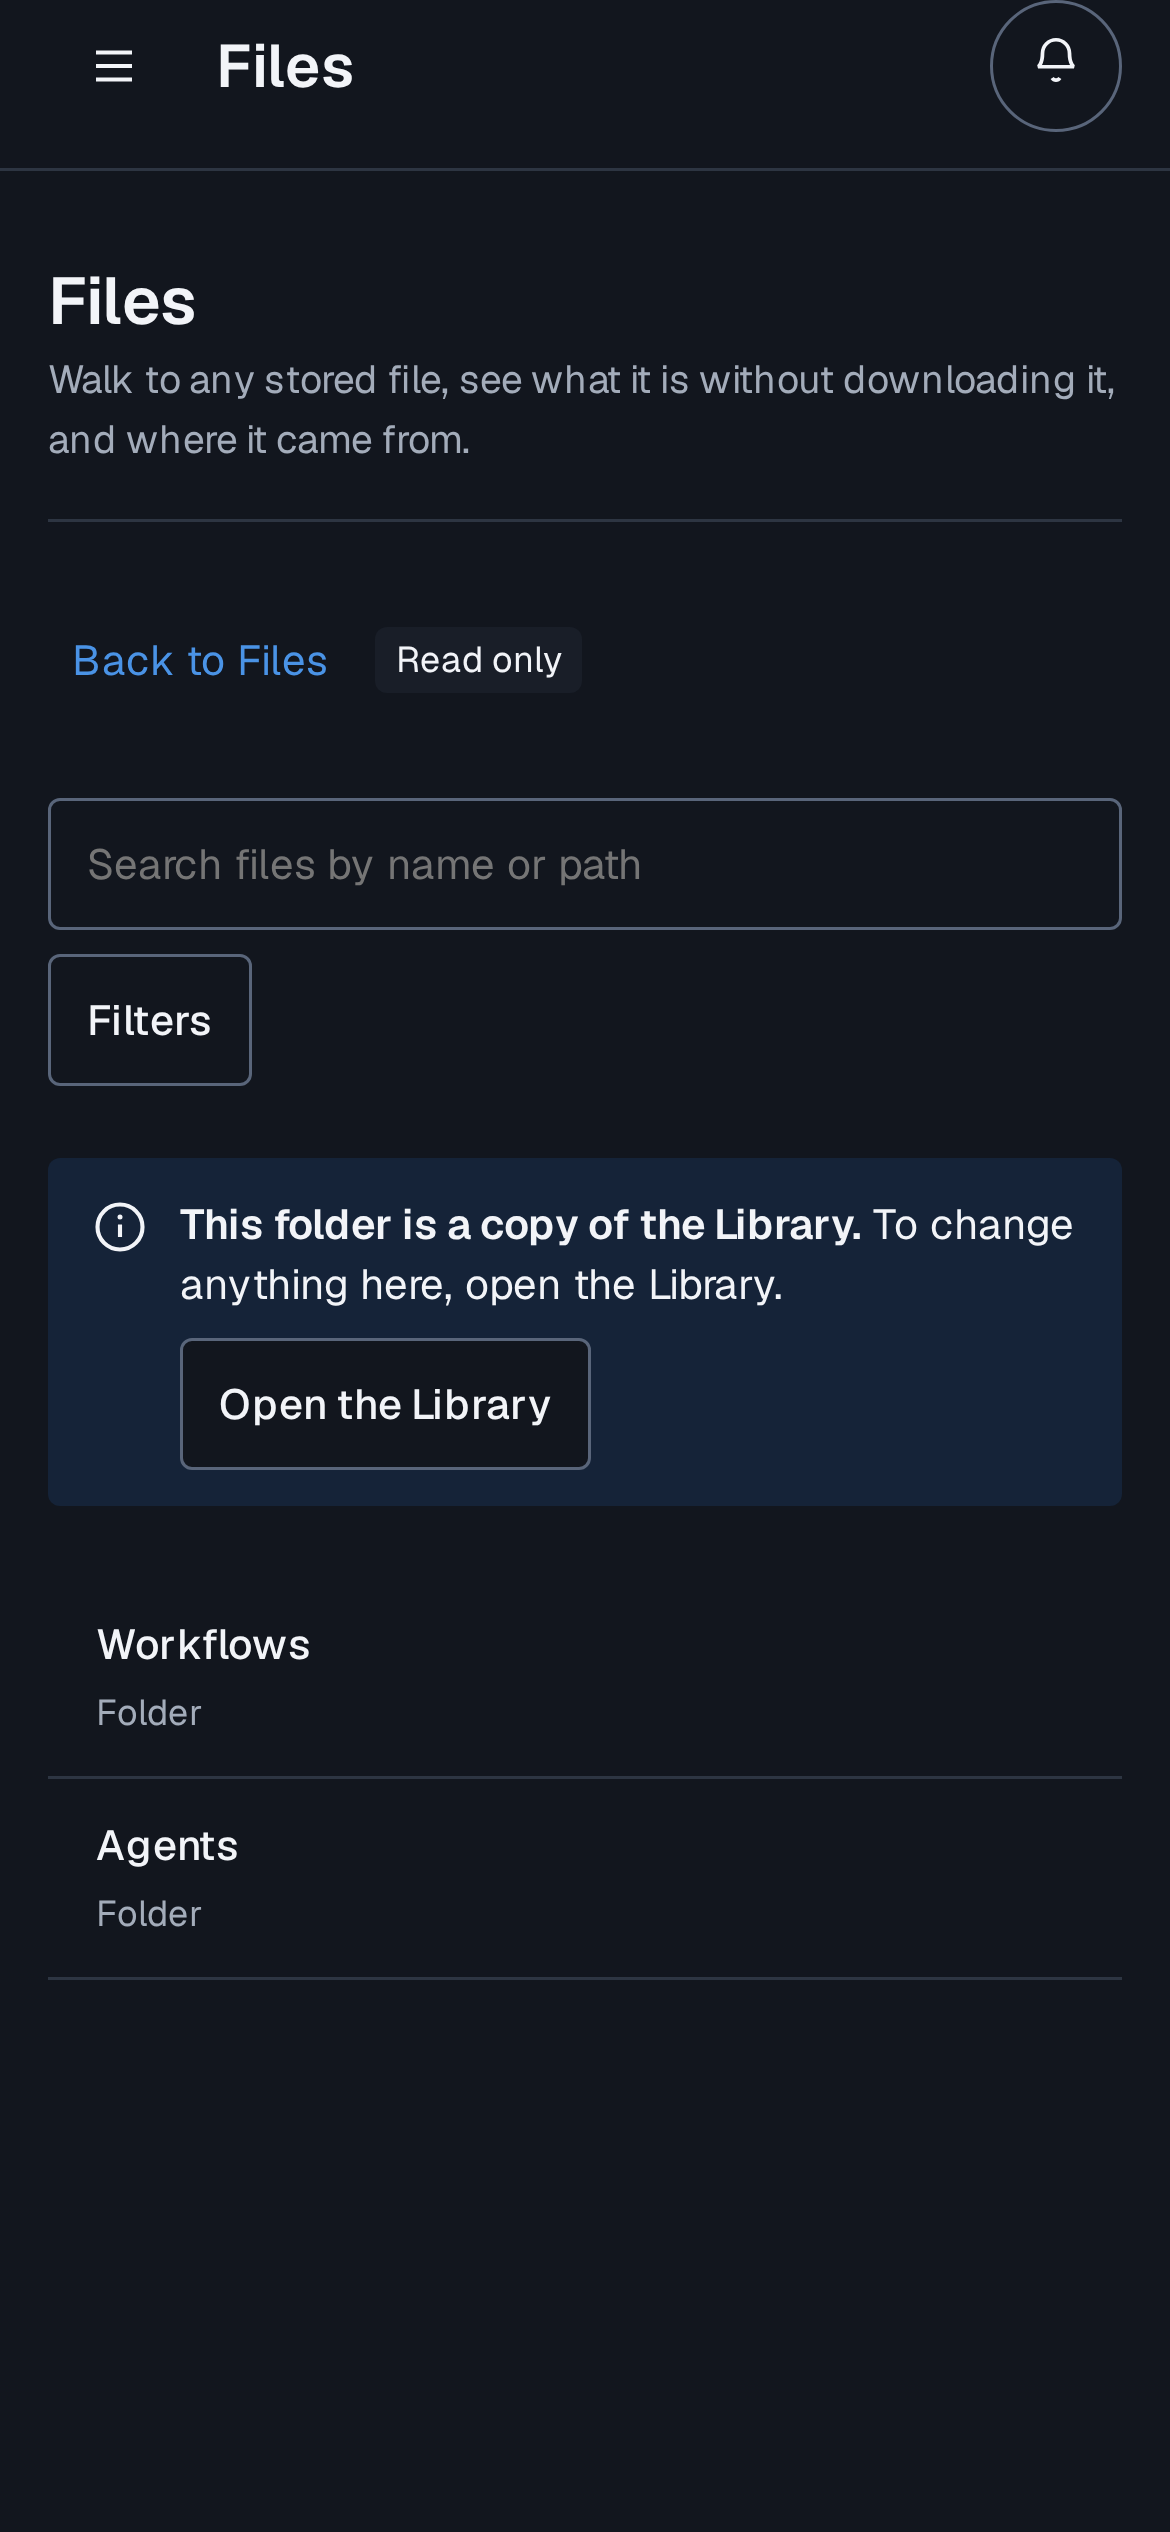 Files
Files
Walk to any stored file, see what it is without downloading it,
and where it came from.
Back to Files
Read only
Search files by name or path
Filters
This folder is a copy of the Library. To change
anything here, open the Library.
Open the Library
Workflows
Folder
Agents
Folder